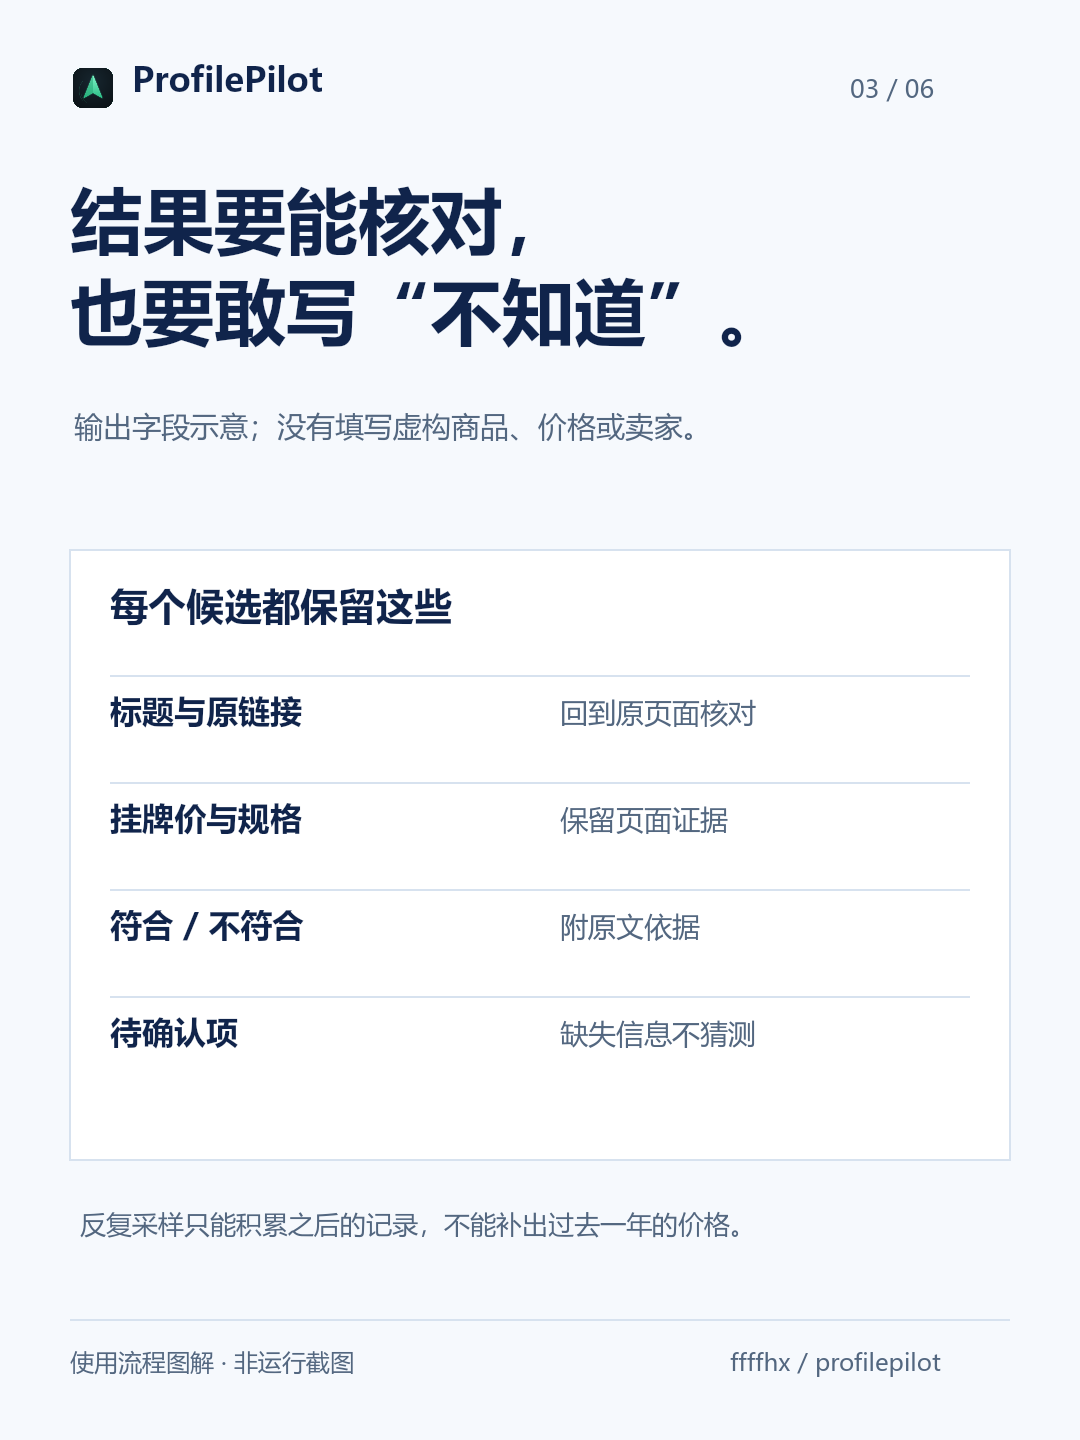 ProfilePilot
03 / 06
结果要能核对，
也要敢写“不知道”。
输出字段示意；没有填写虚构商品、价格或卖家。
每个候选都保留这些
标题与原链接 回到原页面核对
挂牌价与规格 保留页面证据
符合 / 不符合 附原文依据
待确认项 缺失信息不猜测
反复采样只能积累之后的记录，不能补出过去一年的价格。
使用流程图解 · 非运行截图
ffffhx / profilepilot